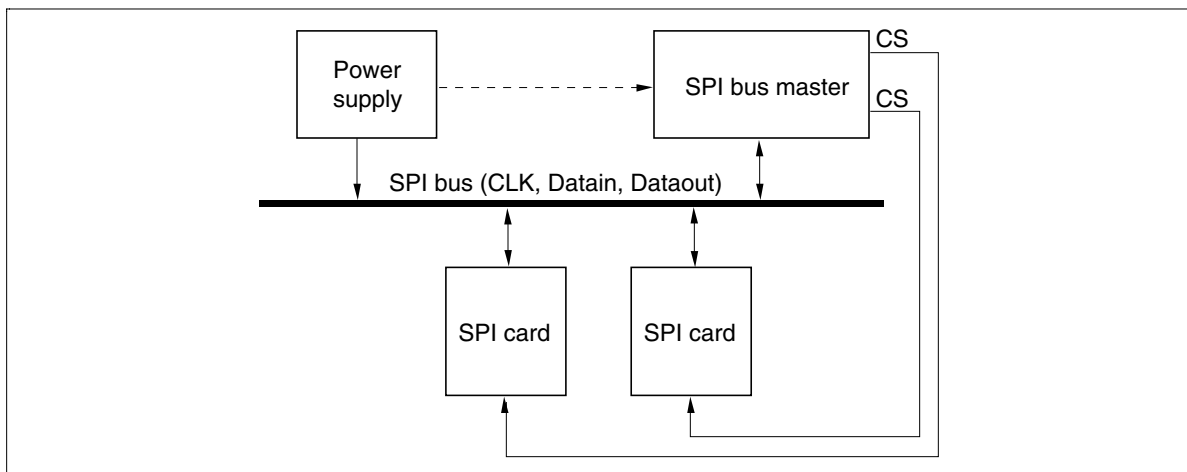 Power
supply
SPI bus master
CS
CS
SPI bus (CLK, Datain, Dataout)
SPI card
SPI card